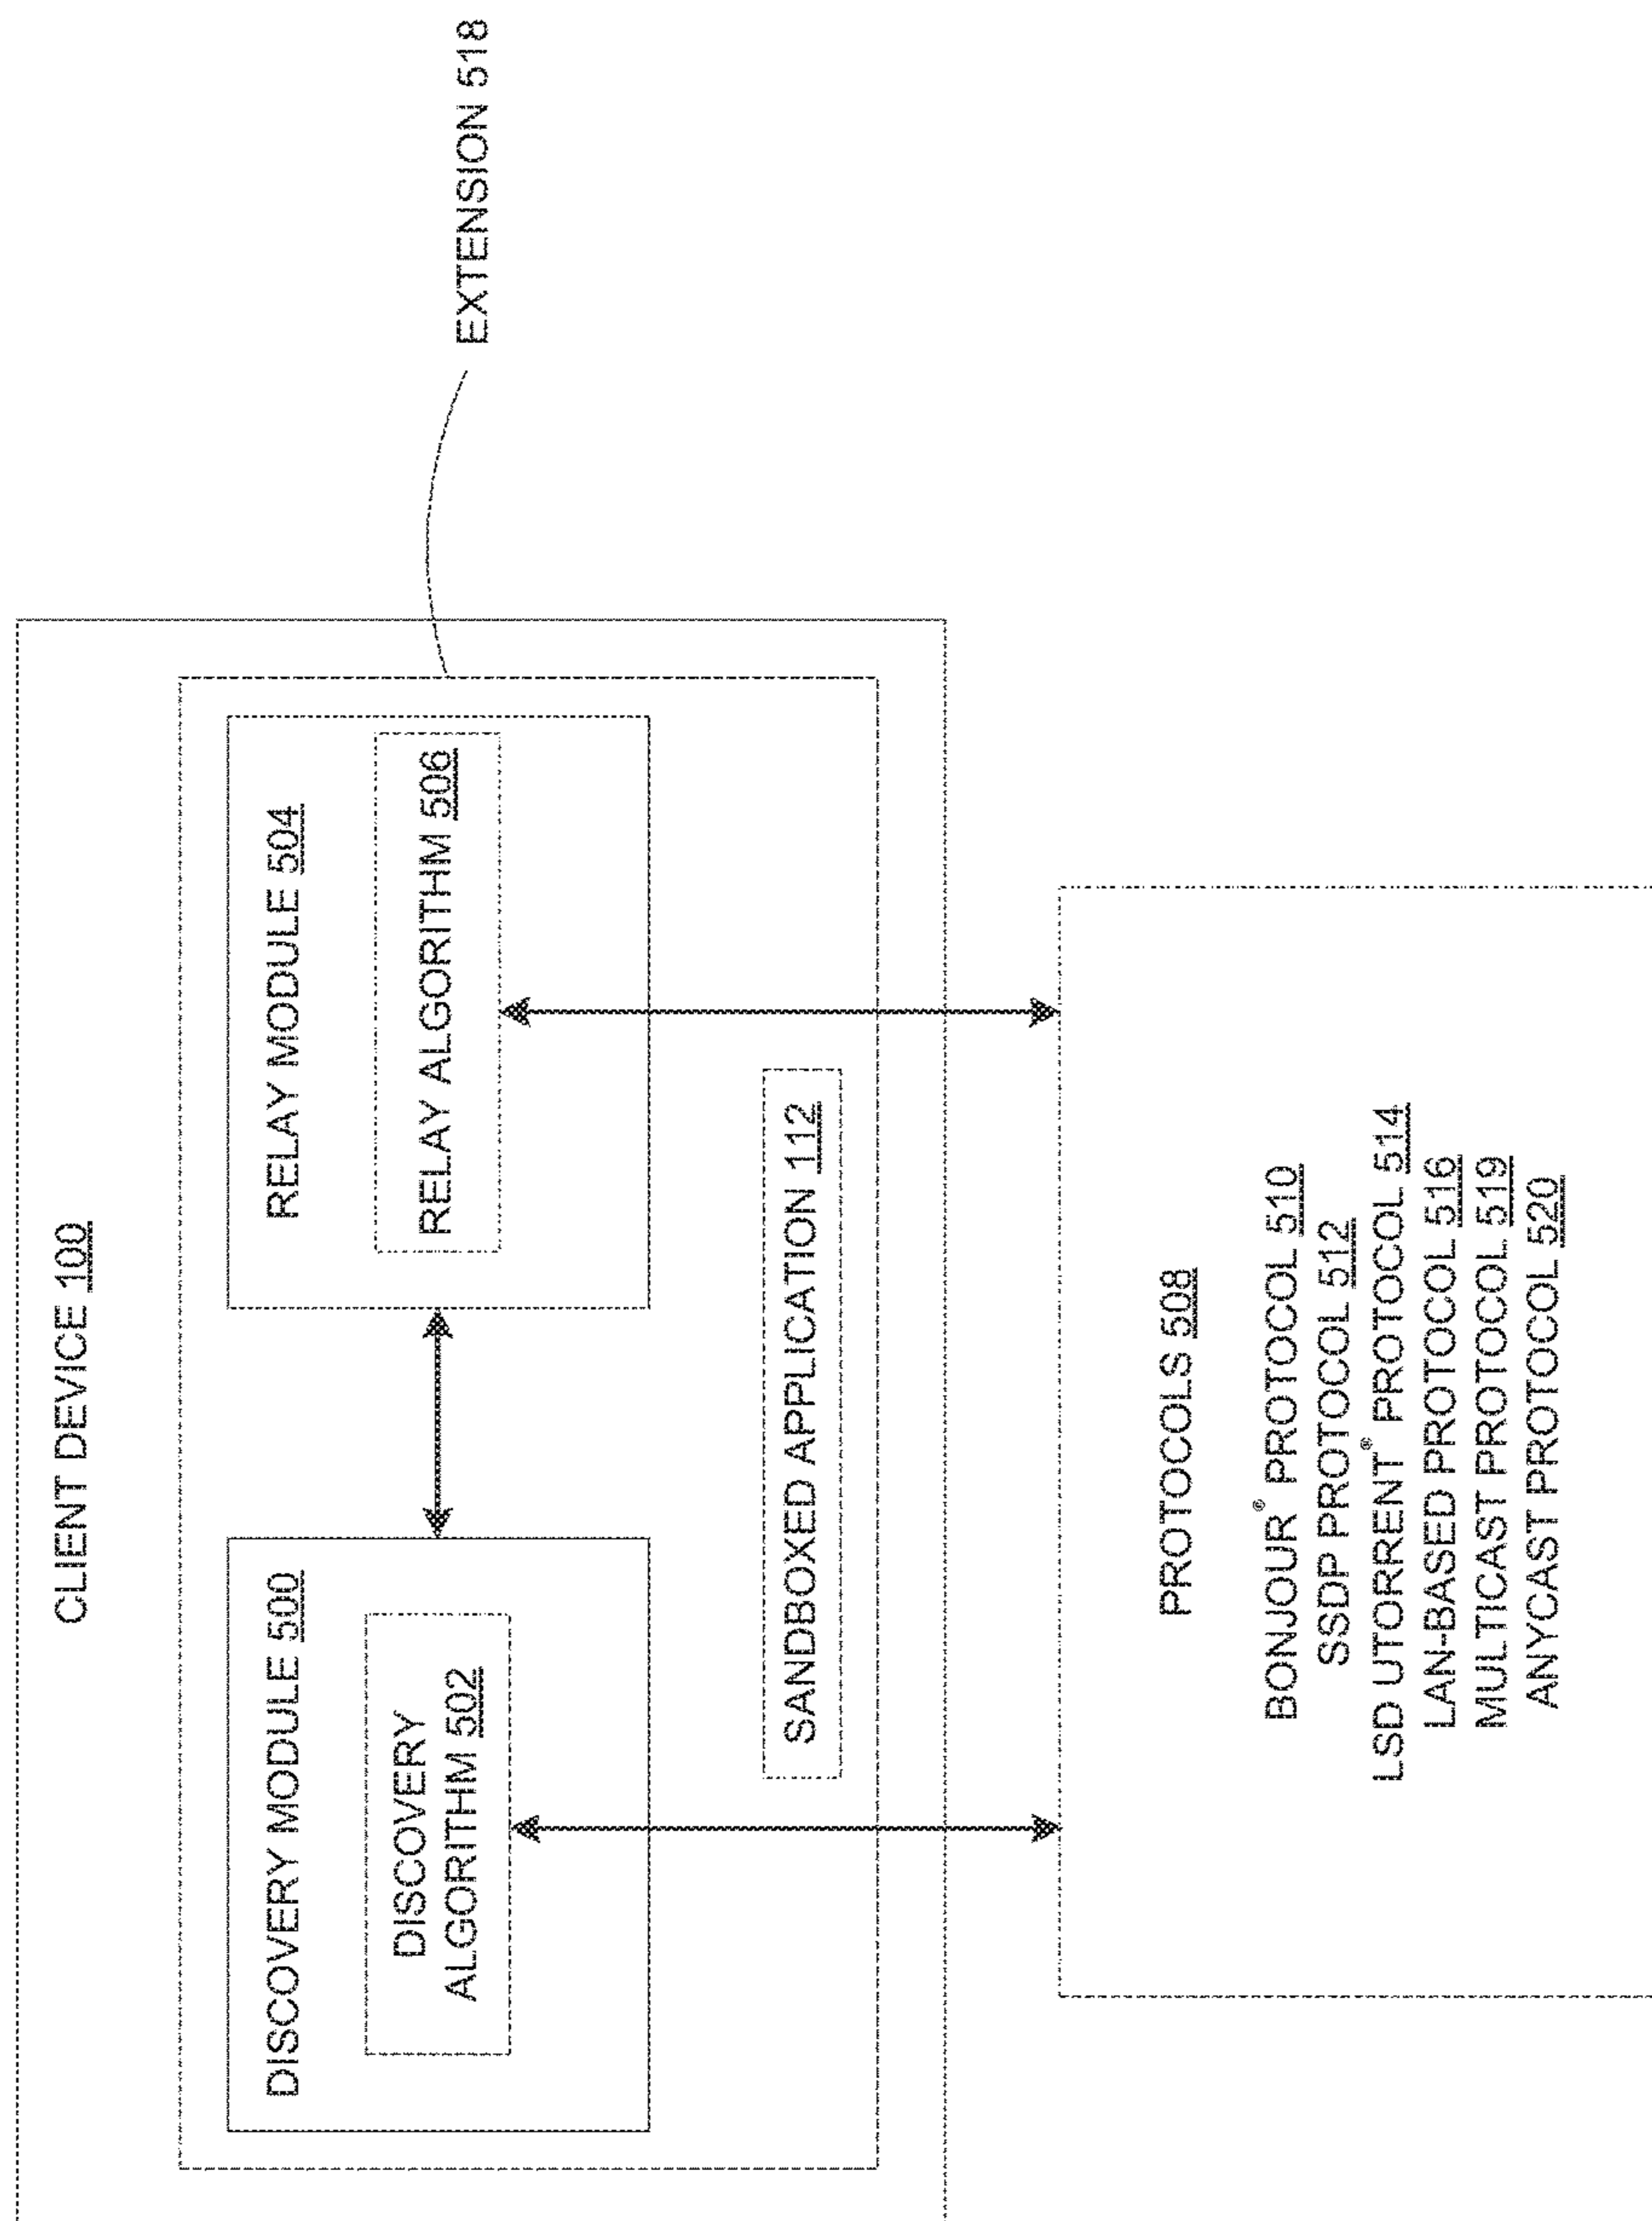 CLIENT DEVICE 100
DISCOVERY MODULE 500
DISCOVERY
ALGORITHM 502
RELAY MODULE 504
RELAY ALGORITHM 506
SANDBOXED APPLICATION 112
EXTENSION 518
PROTOCOLS 508
BONJOUR® PROTOCOL 510
SSDP PROTOCOL 512
LSD UTORRENT® PROTOCOL 514
LAN-BASED PROTOCOL 516
MULTICAST PROTOCOL 519
ANYCAST PROTOCOL 520